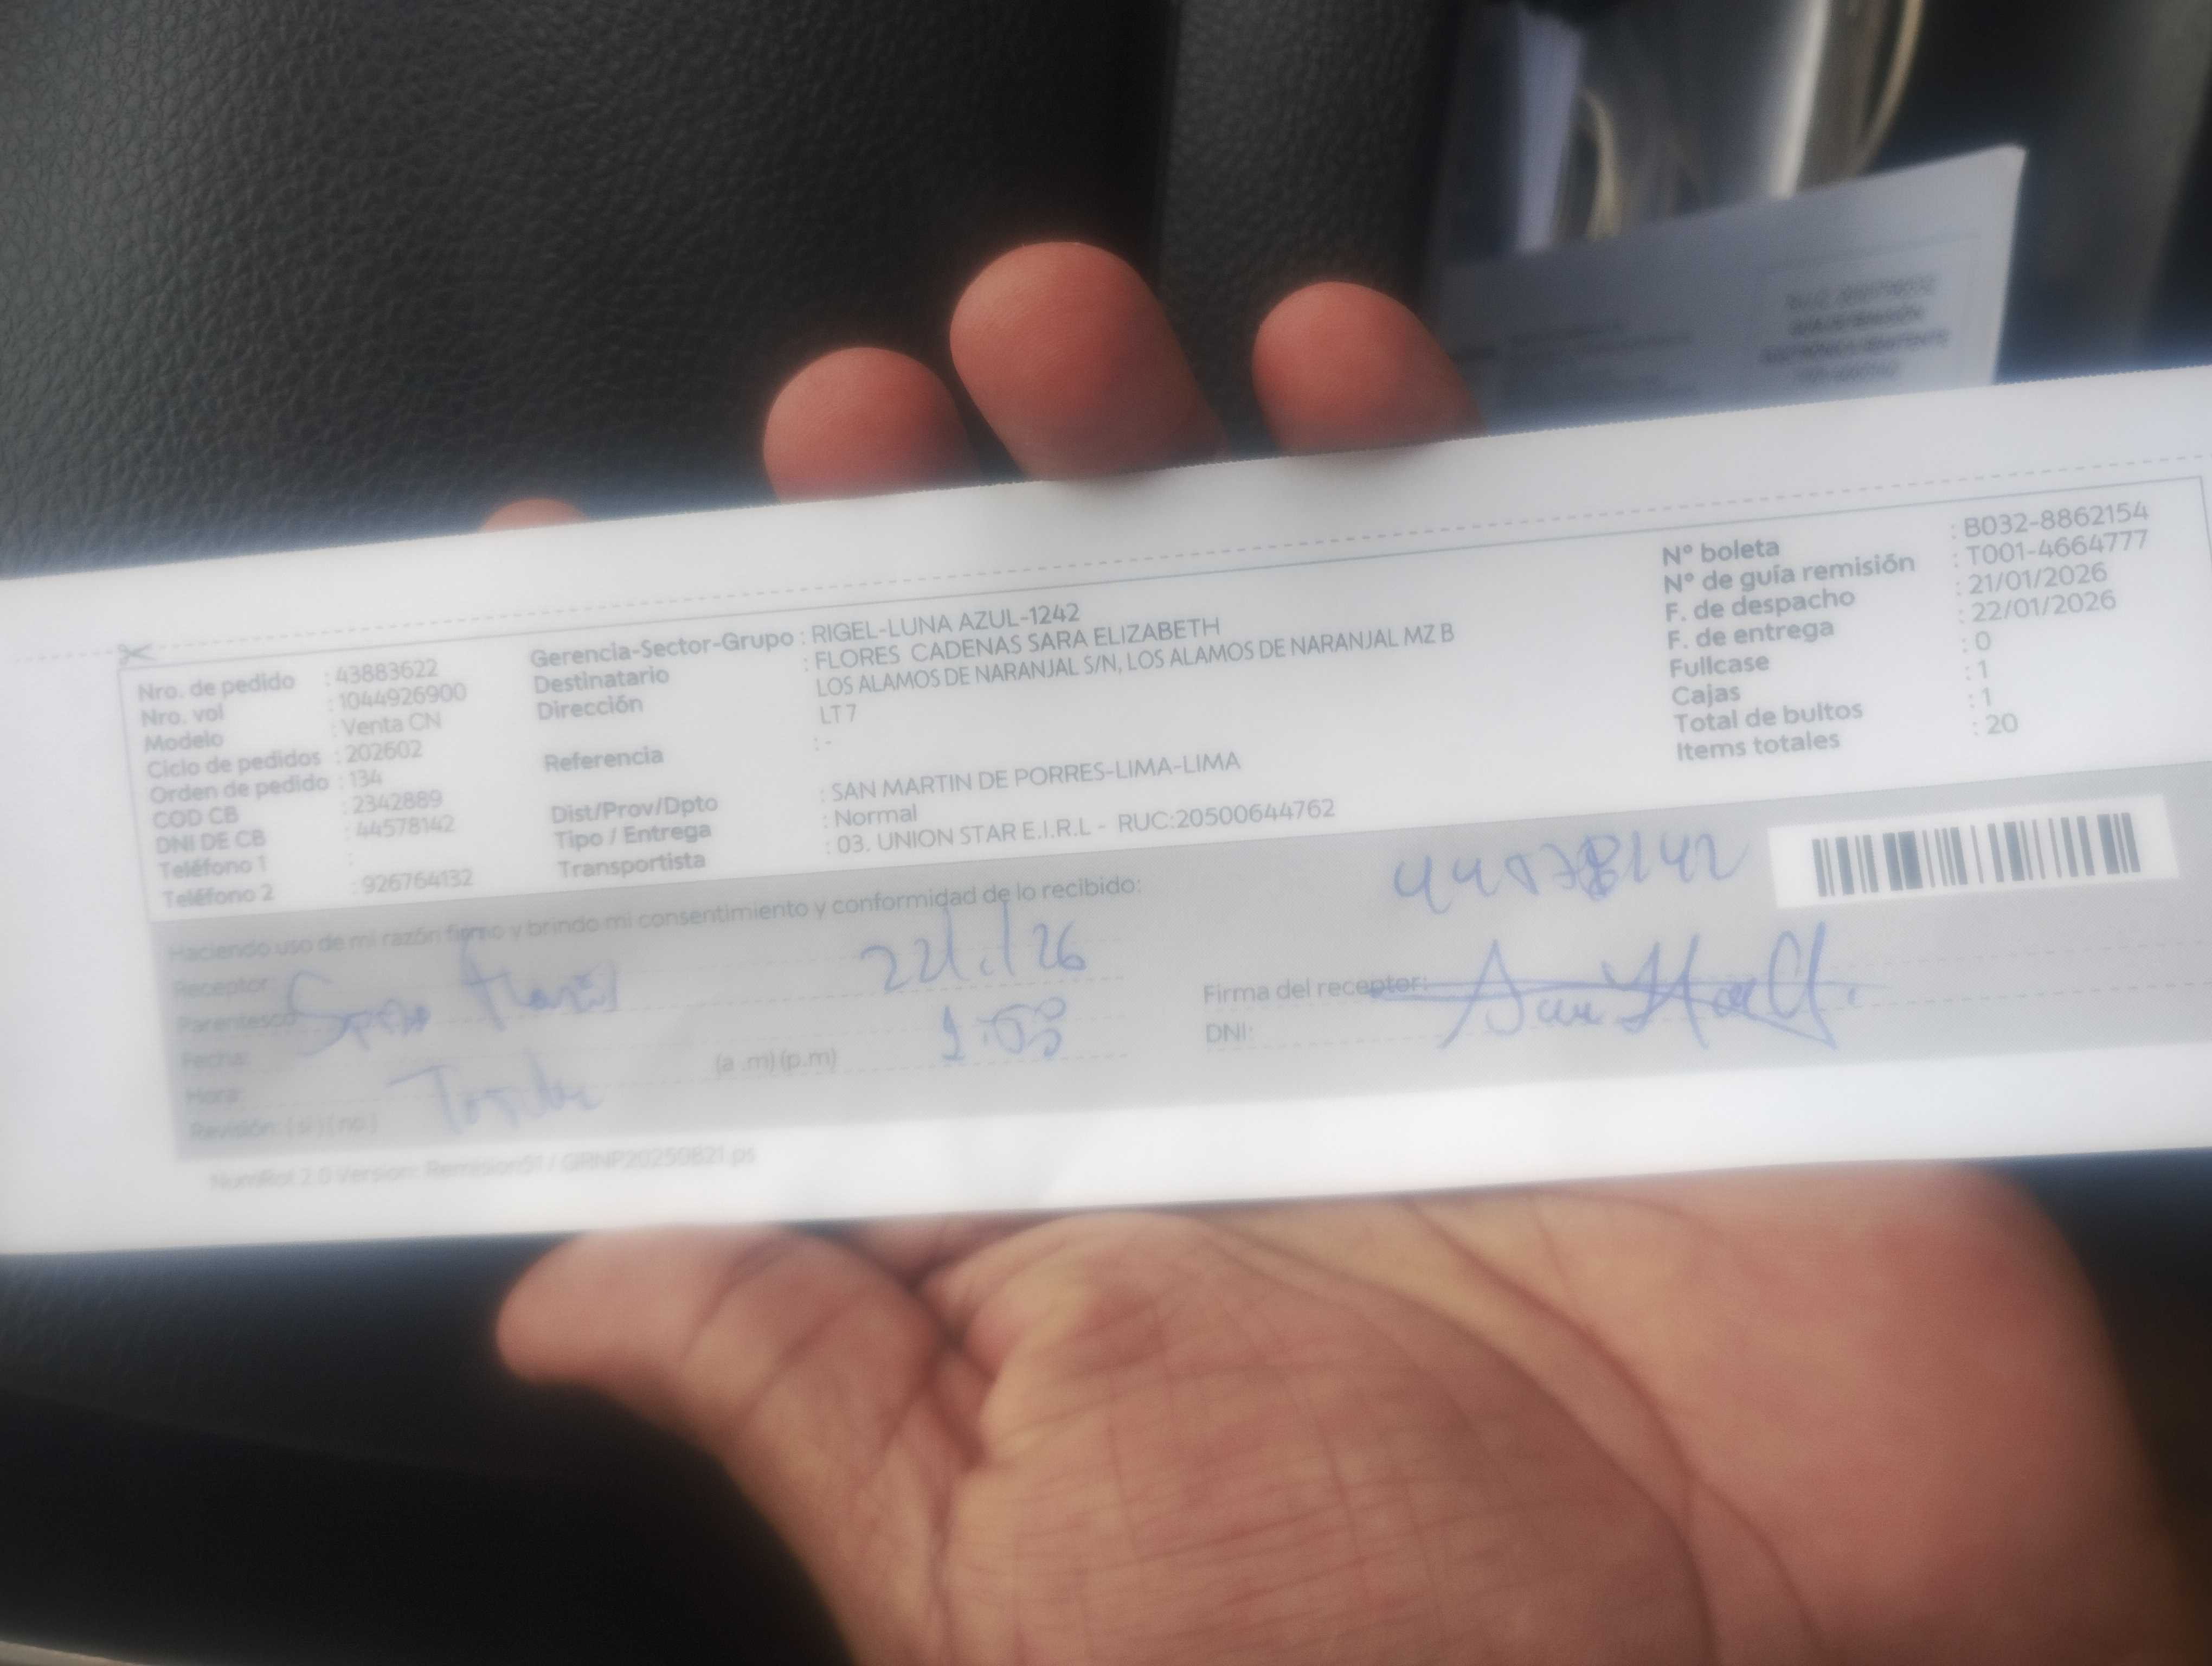 Nro. de pedido : 43883622
Nro. vol : 1044926900
Modelo : Venta CN
Ciclo de pedidos : 202602
Orden de pedido : 134
COD CB : 2342889
DNI DE CB : 44578142
Teléfono 1 :
Teléfono 2 : 926764132
Gerencia-Sector-Grupo : RIGEL-LUNA AZUL-1242
Destinatario : FLORES CADENAS SARA ELIZABETH
Dirección LOS ALAMOS DE NARANJAL S/N, LOS ALAMOS DE NARANJAL MZ B
LT 7
Referencia : -
Dist/Prov/Dpto : SAN MARTIN DE PORRES-LIMA-LIMA
Tipo / Entrega : Normal
Transportista : 03. UNION STAR E.I.R.L - RUC:20500644762
Nº boleta : B032-8862154
Nº de guía remisión : T001-4664777
F. de despacho : 21/01/2026
F. de entrega : 22/01/2026
Fullcase : 0
Cajas : 1
Total de bultos : 1
Items totales : 20
Haciendo uso de mi razón firmo y brindo mi consentimiento y conformidad de lo recibido:
44578142
Receptor
Parentesco
Fecha:
Hora: (a .m) (p.m)
Revisión: ( si ) ( no )
Firma del receptor:
DNI: